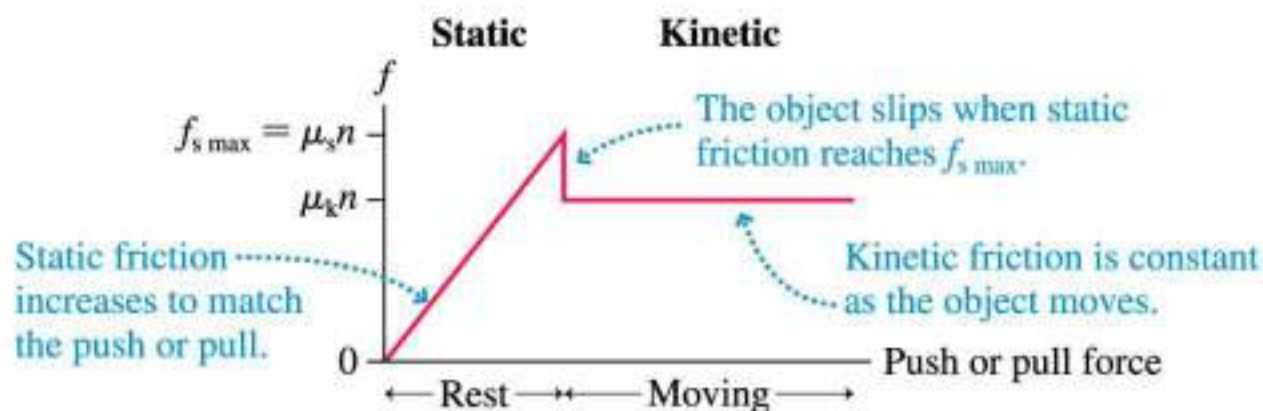 Static
Kinetic
f
f_s max = μ_s n
μ_k n
0
The object slips when static
friction reaches f_s max.
Static friction
increases to match
the push or pull.
Kinetic friction is constant
as the object moves.
Push or pull force
Rest
Moving